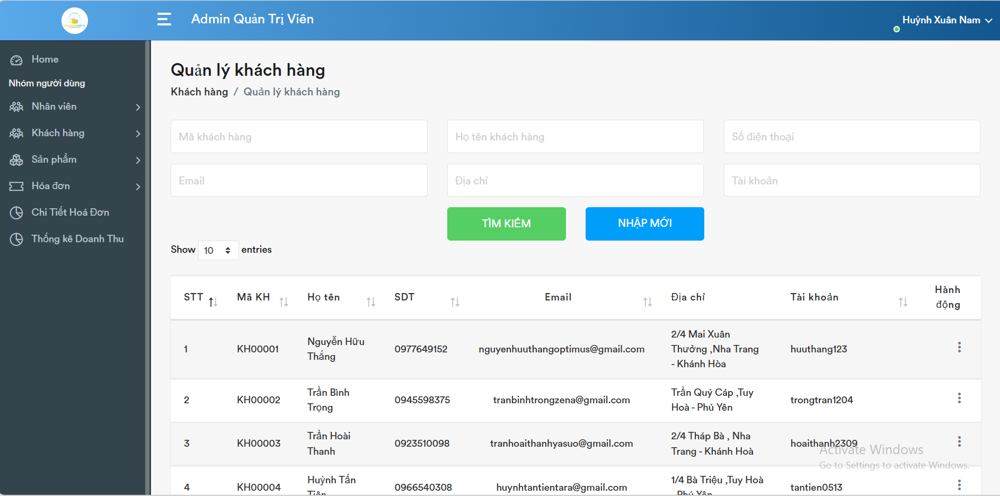 Admin Quản Trị Viên
Huỳnh Xuân Nam
Home
Nhóm người dùng
Nhân viên
Khách hàng
Sản phẩm
Hóa đơn
Chi Tiết Hoá Đơn
Thống kê Doanh Thu
Quản lý khách hàng
Khách hàng / Quản lý khách hàng
Mã khách hàng
Họ tên khách hàng
Số điện thoại
Email
Địa chỉ
Tài khoản
TÌM KIẾM
NHẬP MỚI
Show 10 entries
STT
Mã KH
Họ tên
SDT
Email
Địa chỉ
Tài khoản
Hành
động
1
KH00001
Nguyễn Hữu
Thắng
0977649152
nguyenhuuthangoptimus@gmail.com
2/4 Mai Xuân
Thưởng ,Nha Trang
- Khánh Hòa
huuthang123
2
KH00002
Trần Bình
Trọng
0945598375
tranbinhtrongzena@gmail.com
Trần Quý Cáp ,Tuy
Hoà - Phú Yên
trongtran1204
3
KH00003
Trần Hoài
Thanh
0923510098
tranhoaithanhyasuo@gmail.com
2/4 Tháp Bà , Nha
Trang - Khánh Hoà
hoaithanh2309
4
KH00004
Huỳnh Tấn
Tiên
0966540308
huynhtantientara@gmail.com
1/4 Bà Triệu ,Tuy Hoà
- Phú Yên
tantien0513
Activate Windows
Go to Settings to activate Windows.